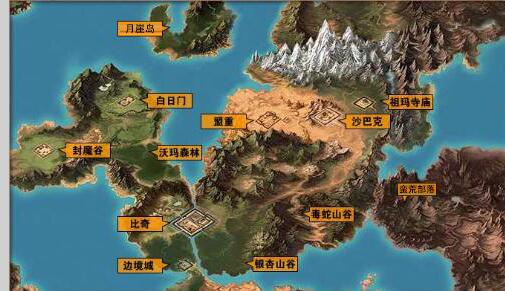 月崖岛
白日门
祖玛寺庙
盟重
沙巴克
封魔谷
沃玛森林
蛮荒部落
毒蛇山谷
比奇
边境城
银杏山谷